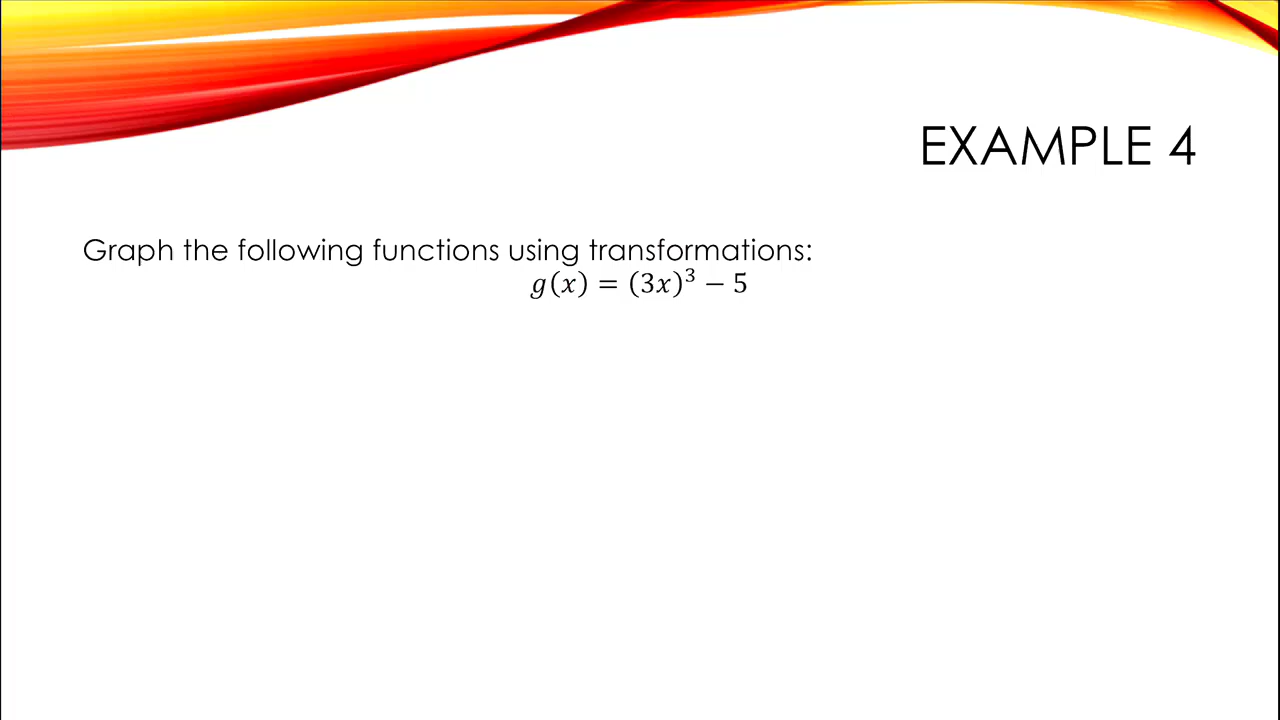 EXAMPLE 4
Graph the following functions using transformations:
𝑔(𝑥) = (3𝑥)³ − 5